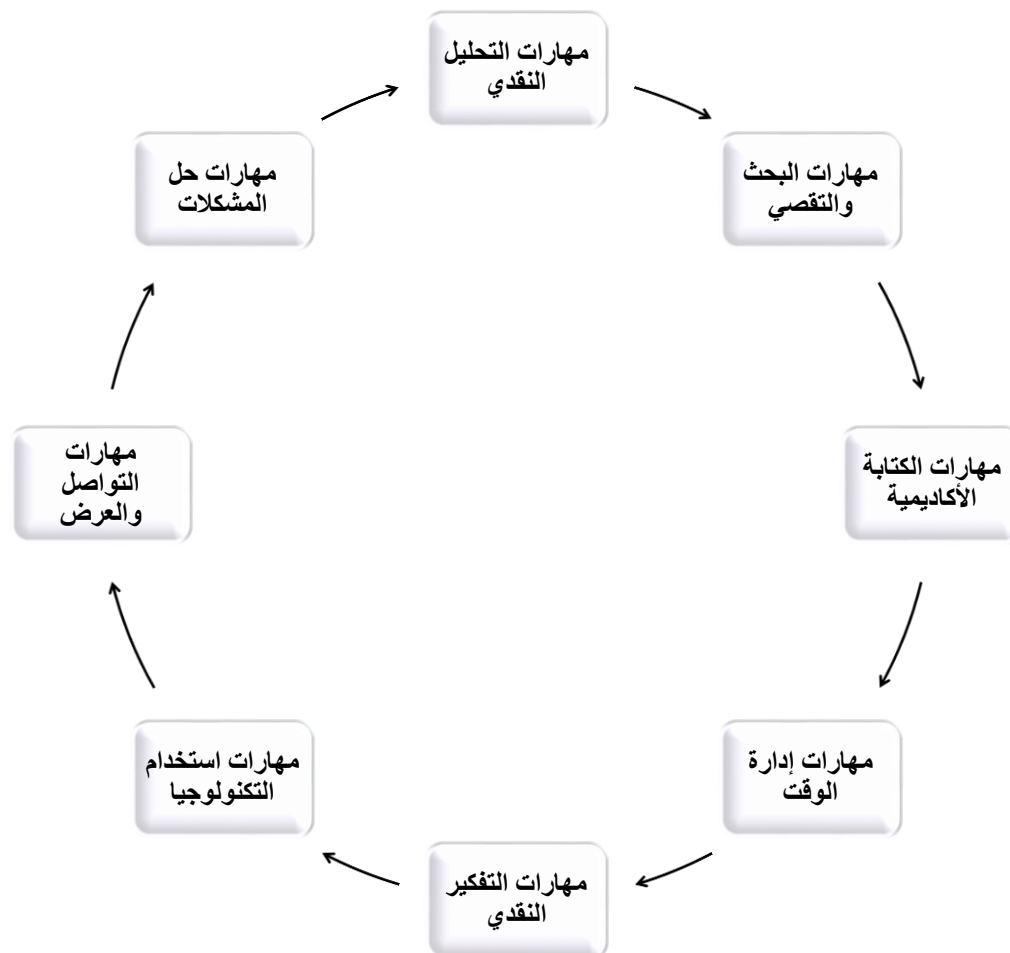 مهارات التحليل
النقدي
مهارات البحث
والتقصي
مهارات الكتابة
الأكاديمية
مهارات إدارة
الوقت
مهارات التفكير
النقدي
مهارات استخدام
التكنولوجيا
مهارات
التواصل
والعرض
مهارات حل
المشكلات